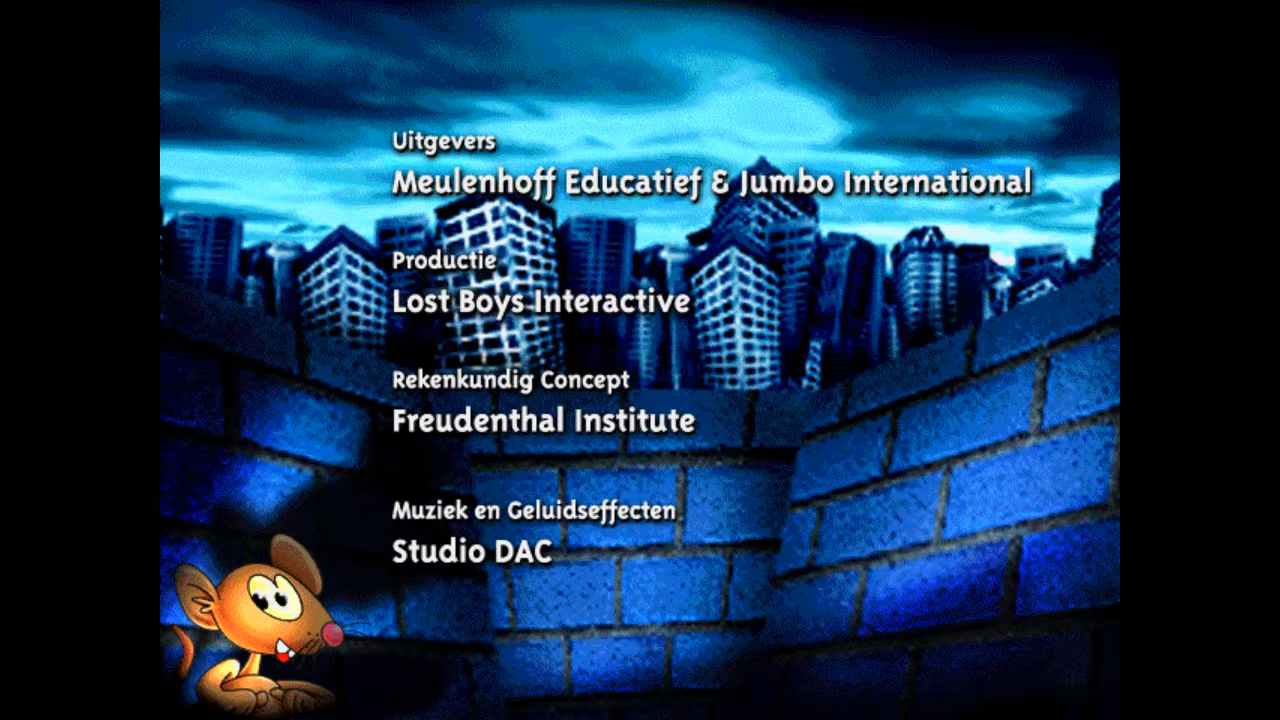 Uitgevers
Meulenhoff Educatief & Jumbo International
Productie
Lost Boys Interactive
Rekenkundig Concept
Freudenthal Institute
Muziek en Geluidseffecten
Studio DAC